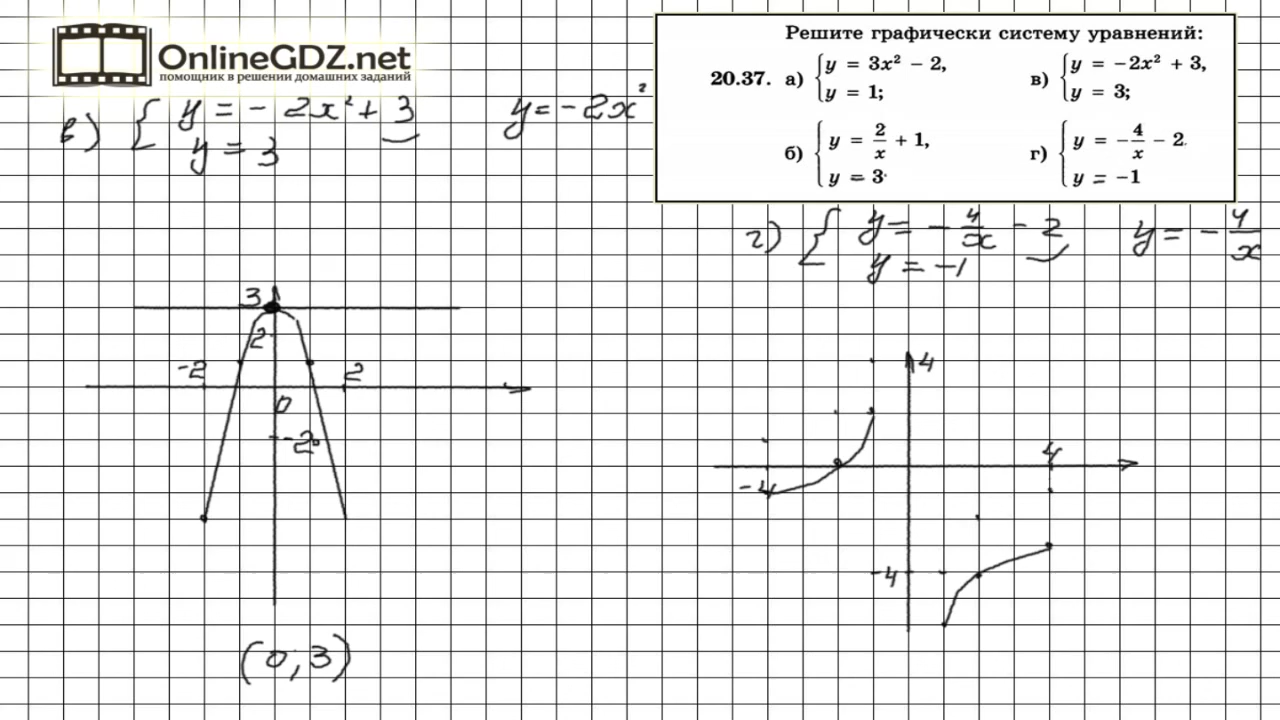 OnlineGDZ.net
помощник в решении домашних заданий
Решите графически систему уравнений:
20.37. а) { y = 3x² − 2,
y = 1;
в) { y = −2x² + 3,
y = 3;
б) { y = 2/x + 1,
y = 3
г) { y = −4/x − 2
y = −1
в) { y = − 2x² + 3
y = 3
y = −2x²
г) { y = − 4/x − 2
y = −1
y = − 4/x
3
2
-2
2
0
-2
(0; 3)
4
4
-4
-4